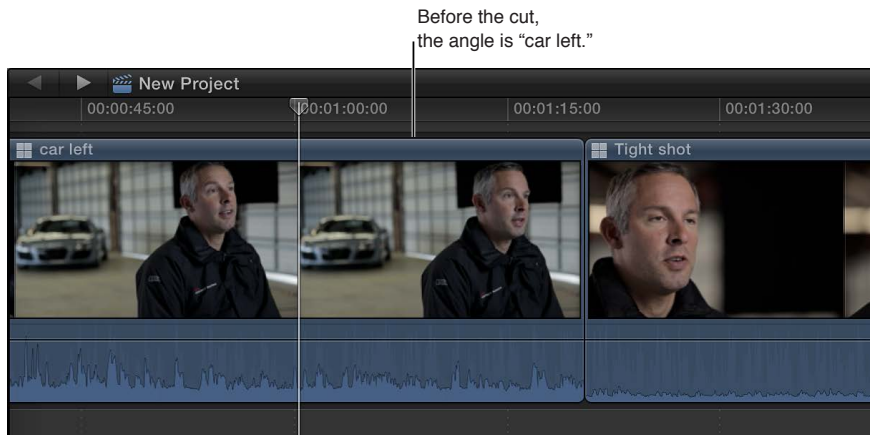 Before the cut,
the angle is “car left.”
New Project
00:00:45:00
00:01:00:00
00:01:15:00
00:01:30:00
car left
Tight shot